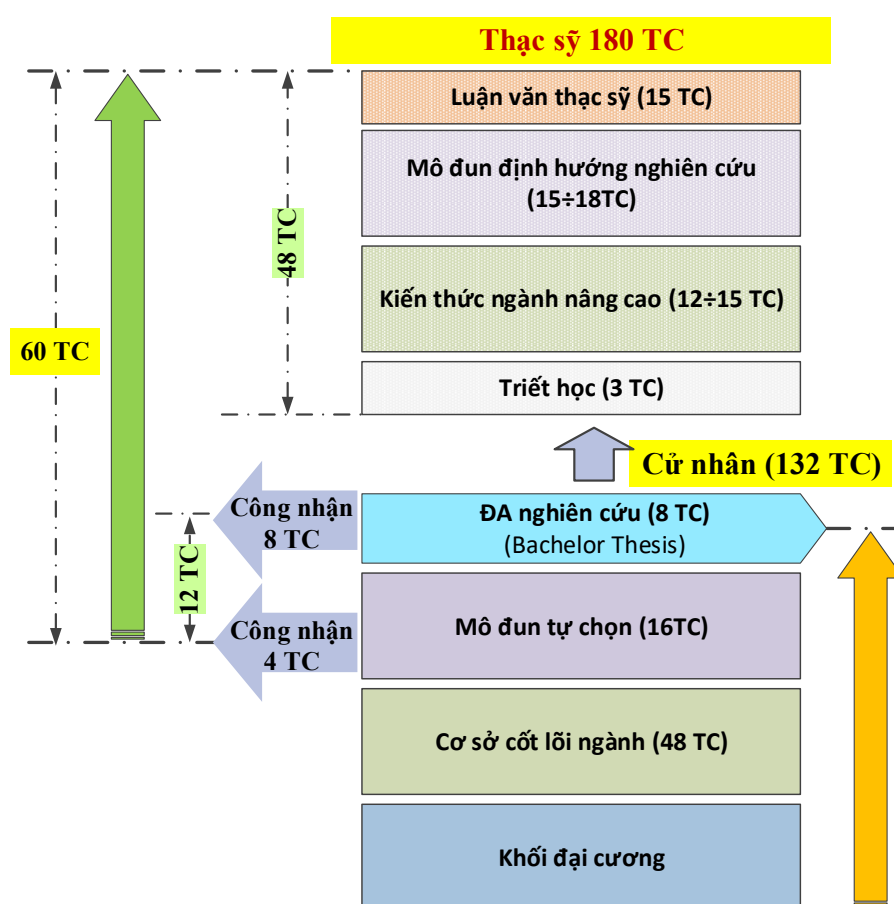 Thạc sỹ 180 TC
Luận văn thạc sỹ (15 TC)
Mô đun định hướng nghiên cứu
(15÷18TC)
48 TC
Kiến thức ngành nâng cao (12÷15 TC)
60 TC
Triết học (3 TC)
Cử nhân (132 TC)
Công nhận
8 TC
ĐA nghiên cứu (8 TC)
(Bachelor Thesis)
12 TC
Công nhận
4 TC
Mô đun tự chọn (16TC)
Cơ sở cốt lõi ngành (48 TC)
Khối đại cương